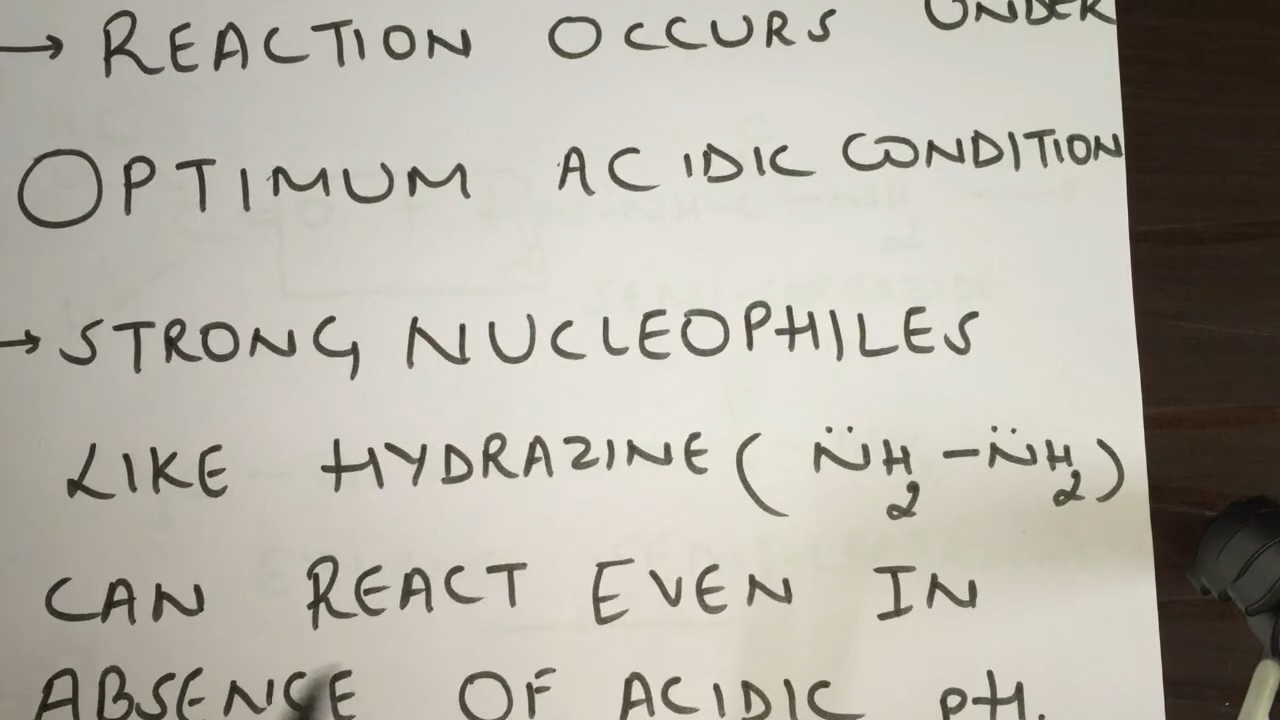 → REACTION OCCURS UNDER
OPTIMUM ACIDIC CONDITION
→ STRONG NUCLEOPHILES
LIKE HYDRAZINE ( N̈H₂ - N̈H₂ )
CAN REACT EVEN IN
ABSENCE OF ACIDIC pH.